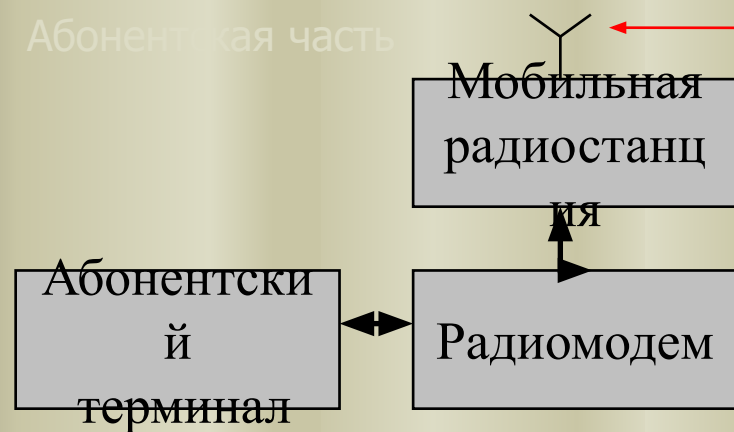 Абонентская часть
Мобильная
радиостанц
ия
Абонентски
й
терминал
Радиомодем